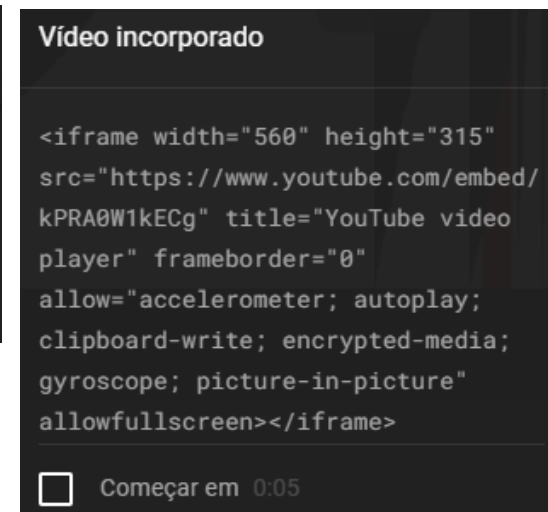 Vídeo incorporado
<iframe width="560" height="315"
src="https://www.youtube.com/embed/
kPRA0W1kECg" title="YouTube video
player" frameborder="0"
allow="accelerometer; autoplay;
clipboard-write; encrypted-media;
gyroscope; picture-in-picture"
allowfullscreen></iframe>
Começar em 0:05